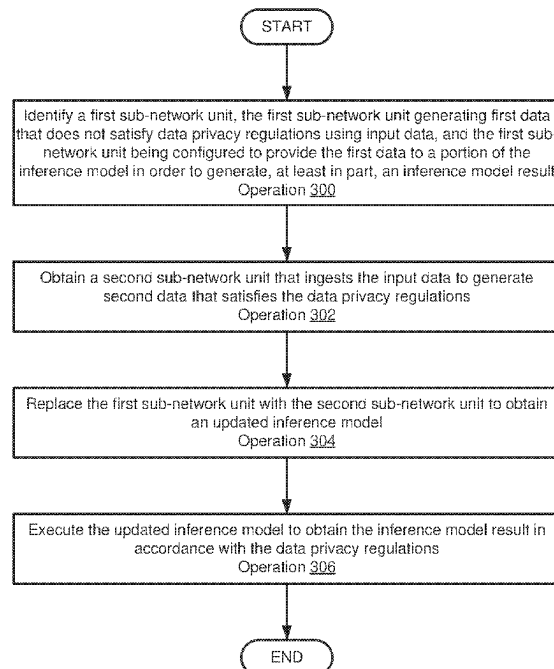 START
Identify a first sub-network unit, the first sub-network unit generating first data
that does not satisfy data privacy regulations using input data, and the first sub-
network unit being configured to provide the first data to a portion of the
inference model in order to generate, at least in part, an inference model result
Operation 300
Obtain a second sub-network unit that ingests the input data to generate
second data that satisfies the data privacy regulations
Operation 302
Replace the first sub-network unit with the second sub-network unit to obtain
an updated inference model
Operation 304
Execute the updated inference model to obtain the inference model result in
accordance with the data privacy regulations
Operation 306
END